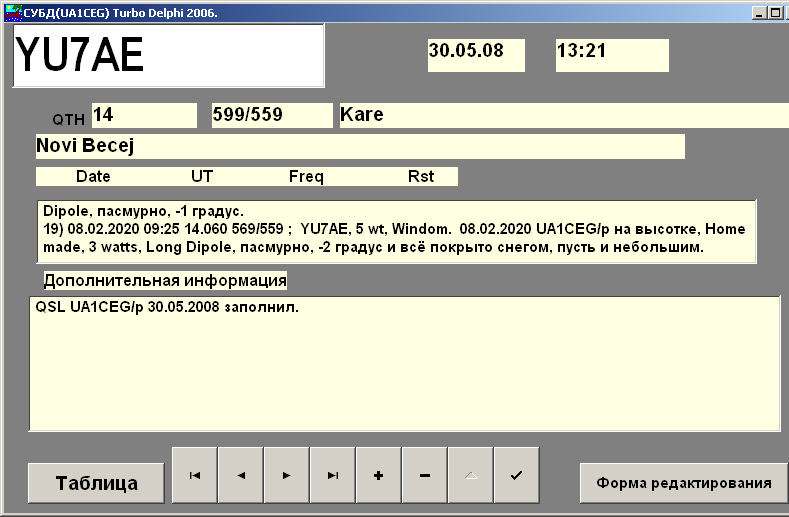 СУБД(UA1CEG) Turbo Delphi 2006.
YU7AE
30.05.08
13:21
QTH
14
599/559
Kare
Novi Becej
Date UT Freq Rst
Dipole, пасмурно, -1 градус.
19) 08.02.2020 09:25 14.060 569/559 ; YU7AE, 5 wt, Windom. 08.02.2020 UA1CEG/p на высотке, Home
made, 3 watts, Long Dipole, пасмурно, -2 градус и всё покрыто снегом, пусть и небольшим.
Дополнительная информация
QSL UA1CEG/p 30.05.2008 заполнил.
Таблица
Форма редактирования